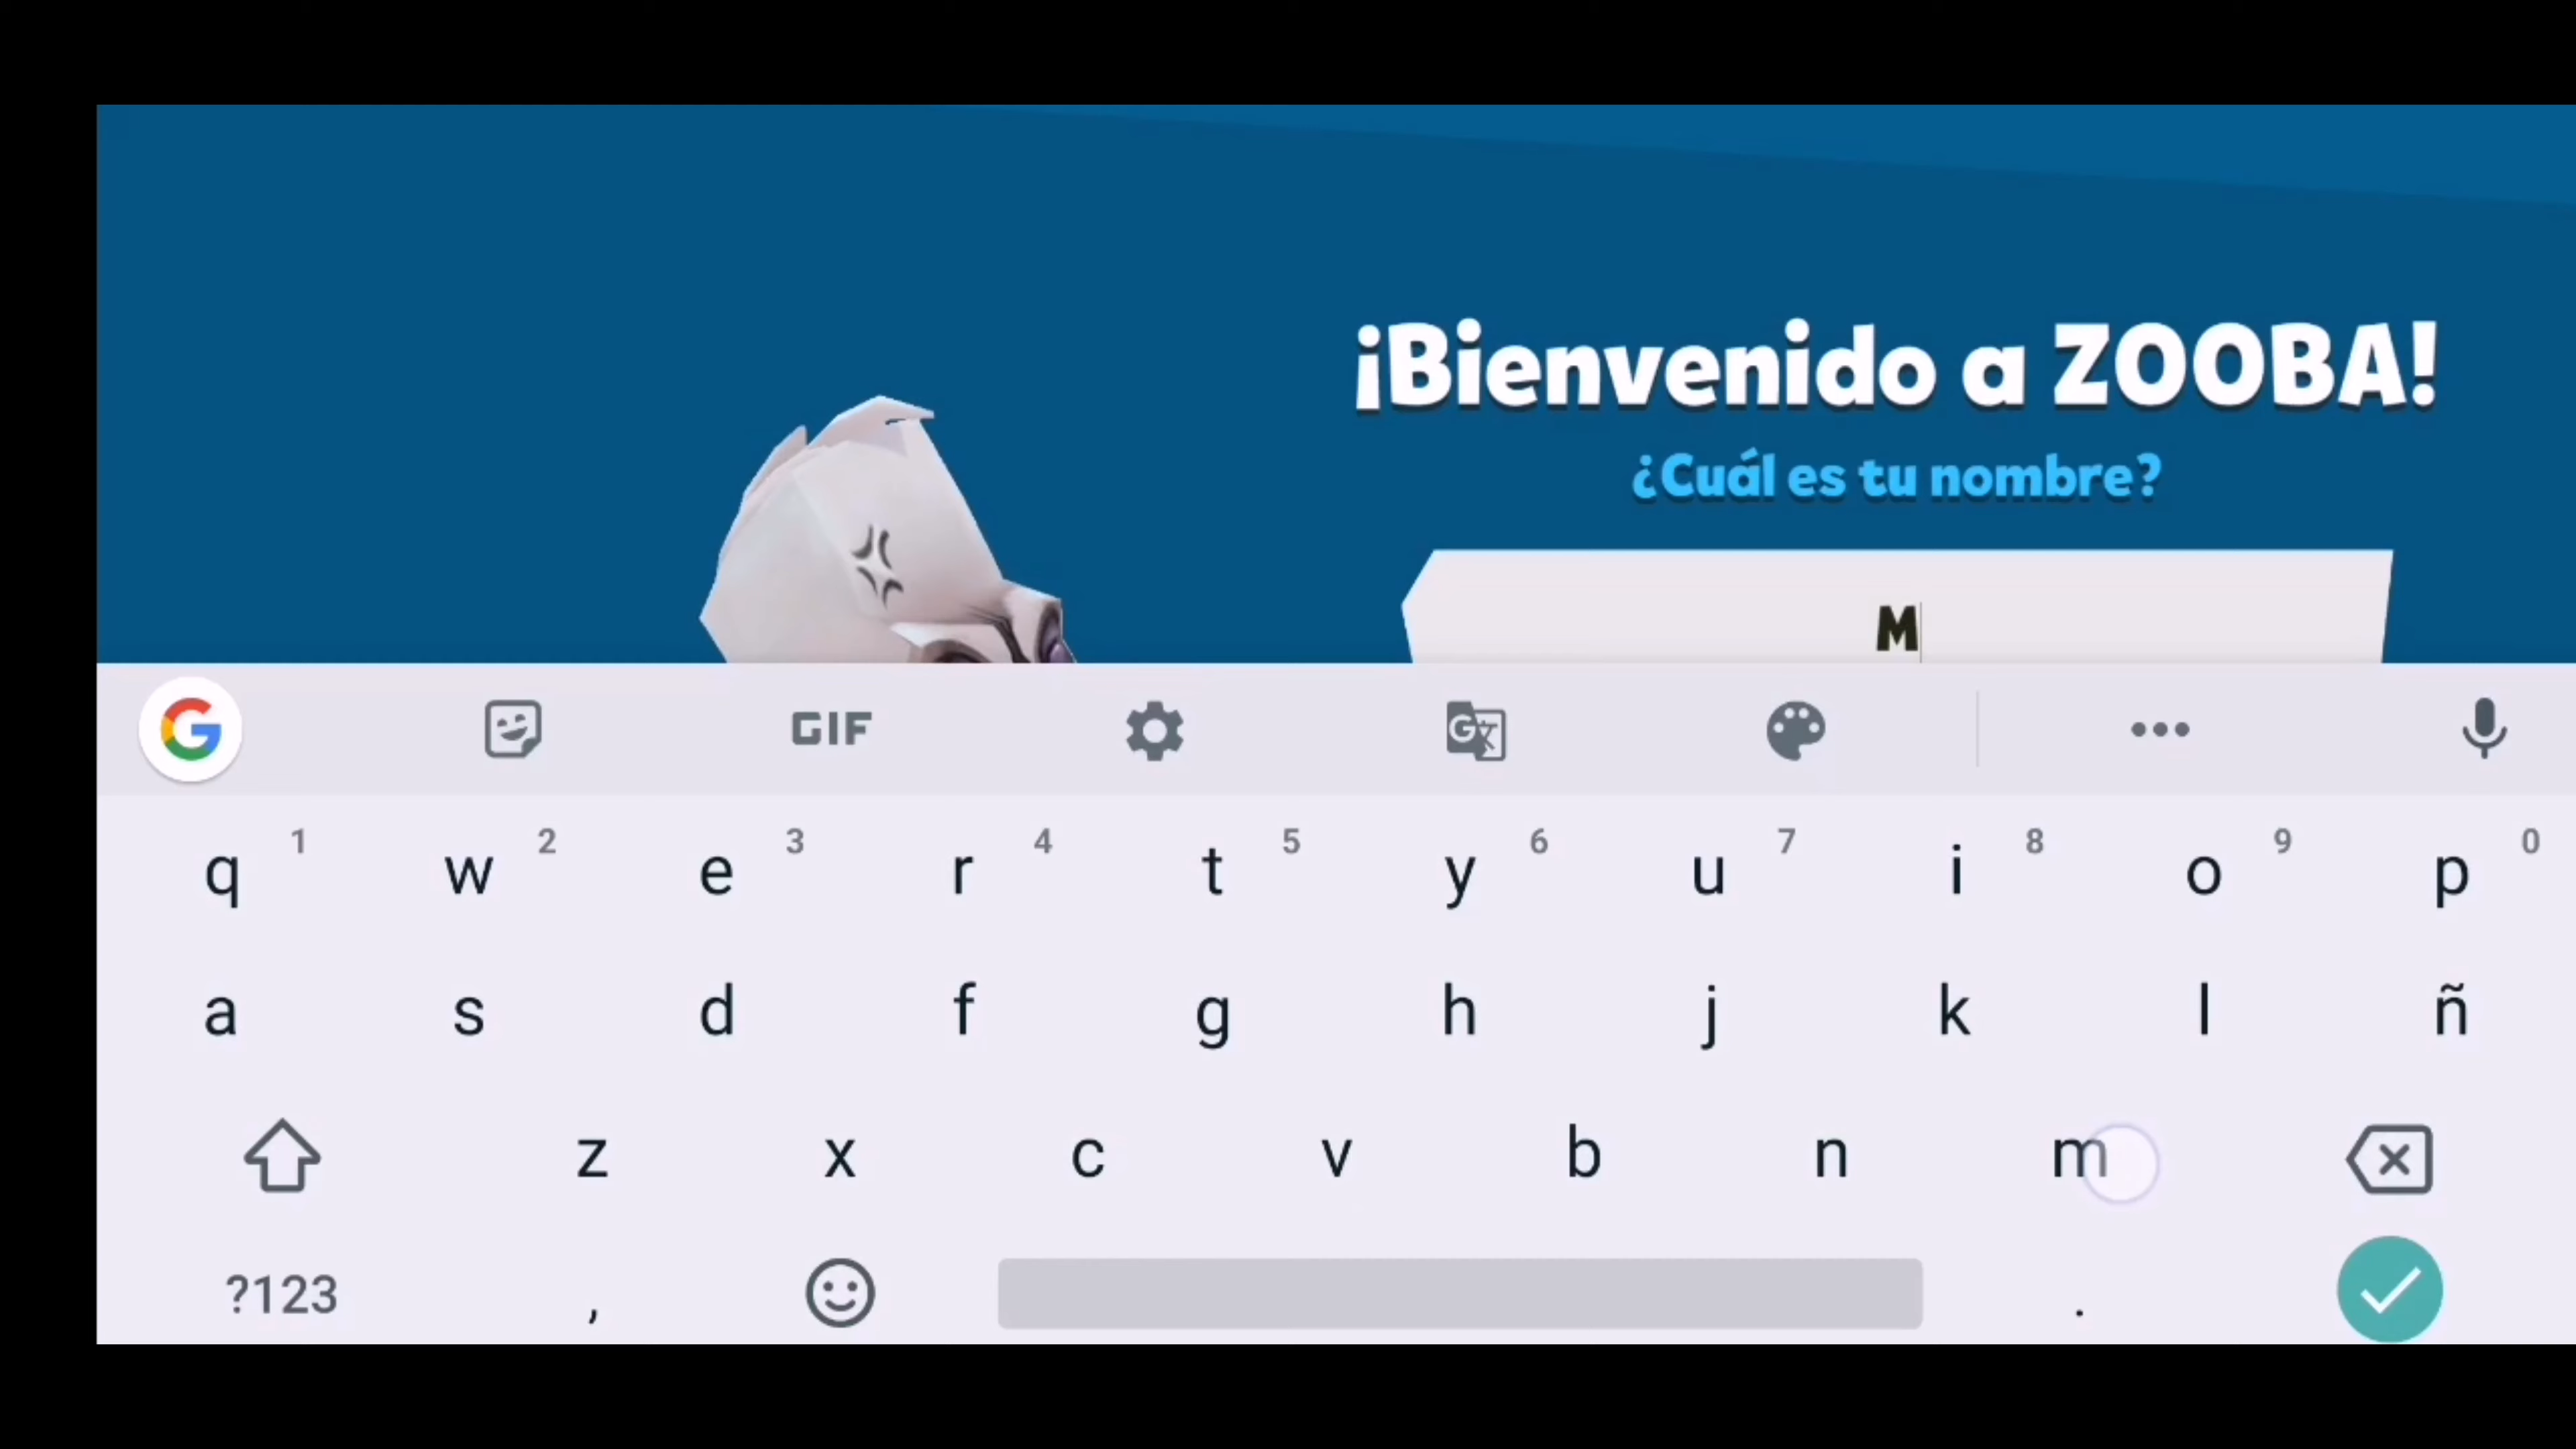 ¡Bienvenido a ZOOBA!
¿Cuál es tu nombre?
M
GIF
q 1 w 2 e 3 r 4 t 5 y 6 u 7 i 8 o 9 p 0
a s d f g h j k l ñ
z x c v b n m
?123 , .